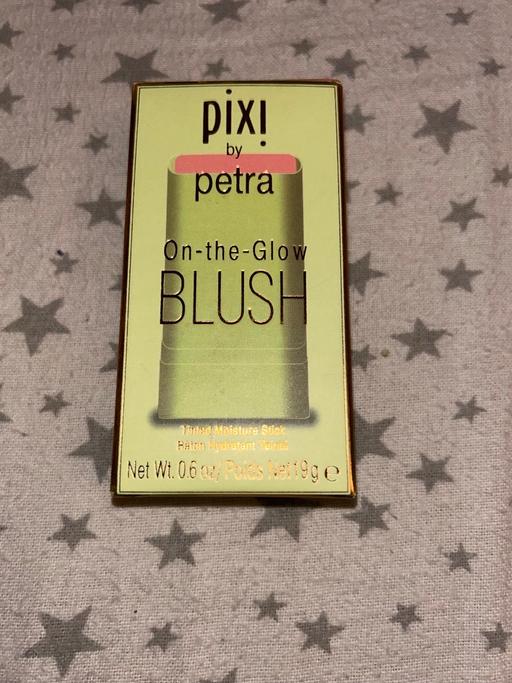 pixi
by
petra
On-the-Glow
BLUSH
Tinted Moisture Stick
Bâton Hydratant Teinté
Net Wt. 0.6 oz/ Poids Net 19 g e